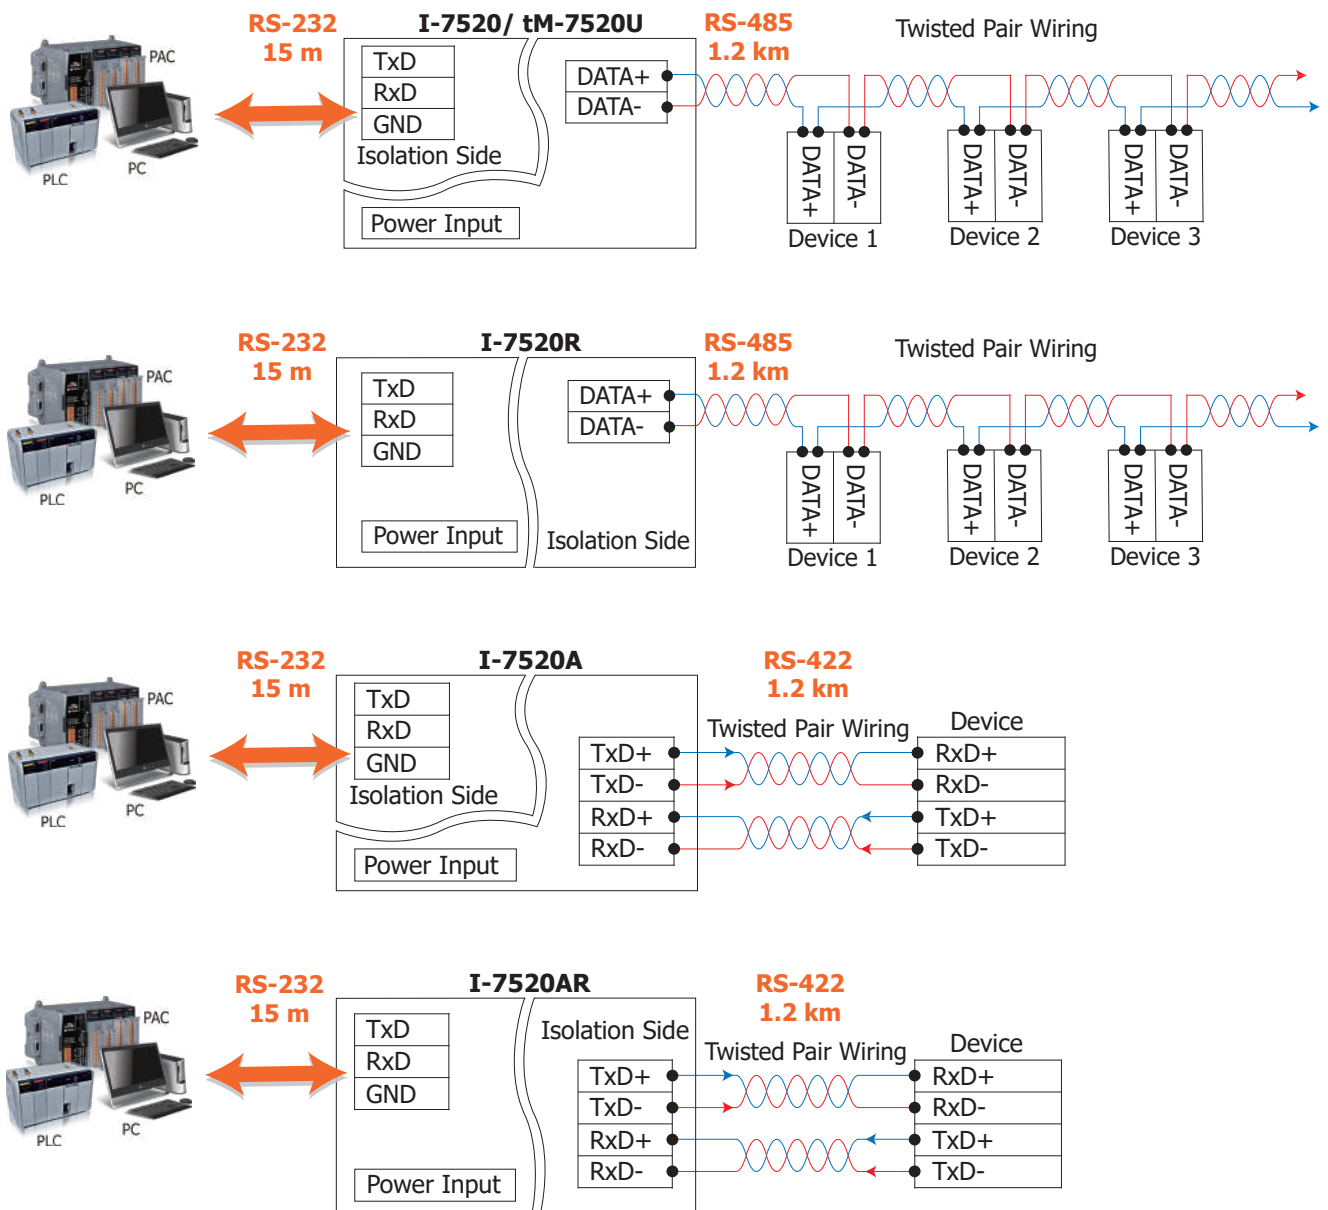 RS-232
15 m
I-7520/ tM-7520U
RS-485
1.2 km
Twisted Pair Wiring
PAC
PLC
PC
TxD
RxD
GND
Isolation Side
Power Input
DATA+
DATA-
DATA+
DATA-
Device 1
DATA+
DATA-
Device 2
DATA+
DATA-
Device 3
RS-232
15 m
I-7520R
RS-485
1.2 km
Twisted Pair Wiring
PAC
PLC
PC
TxD
RxD
GND
Power Input
DATA+
DATA-
Isolation Side
DATA+
DATA-
Device 1
DATA+
DATA-
Device 2
DATA+
DATA-
Device 3
RS-232
15 m
I-7520A
RS-422
1.2 km
PAC
PLC
PC
TxD
RxD
GND
Isolation Side
Power Input
TxD+
TxD-
RxD+
RxD-
Twisted Pair Wiring
Device
RxD+
RxD-
TxD+
TxD-
RS-232
15 m
I-7520AR
RS-422
1.2 km
PAC
PLC
PC
TxD
RxD
GND
Power Input
Isolation Side
TxD+
TxD-
RxD+
RxD-
Twisted Pair Wiring
Device
RxD+
RxD-
TxD+
TxD-